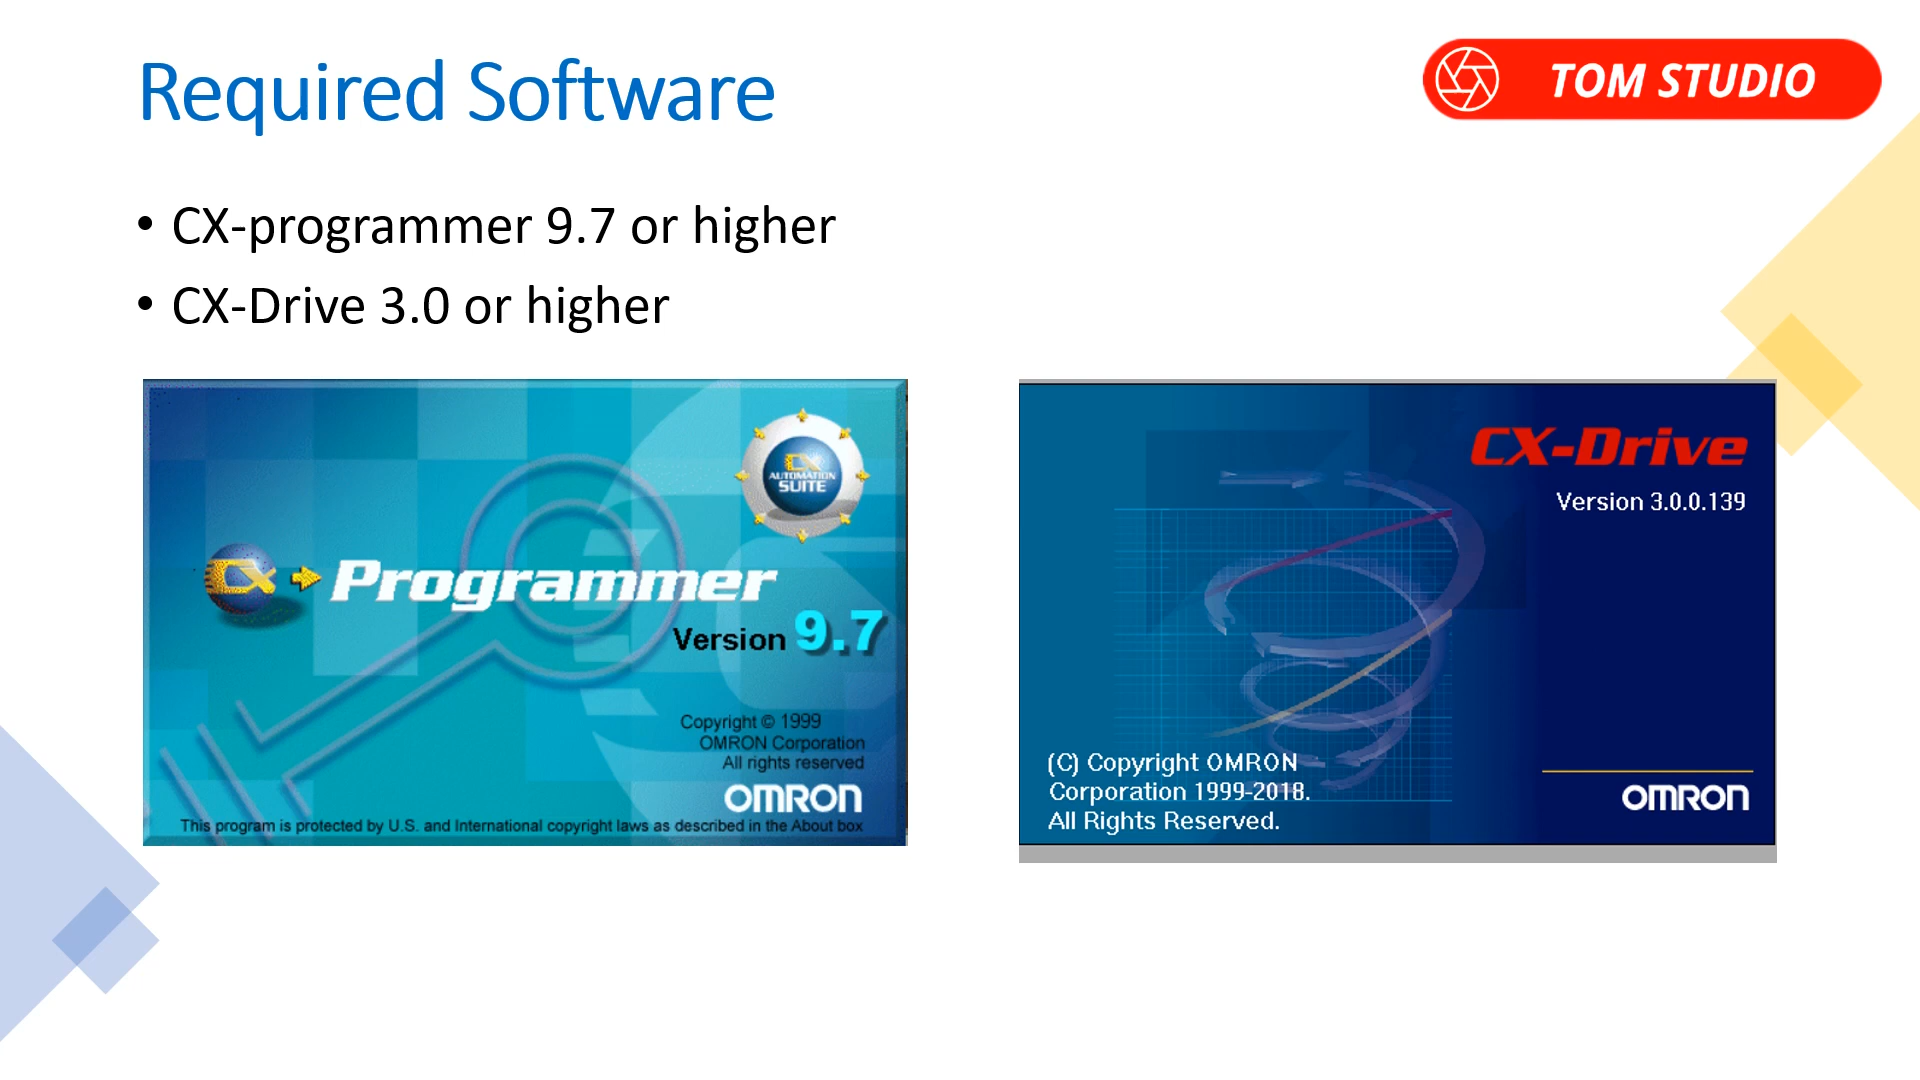 Required Software
TOM STUDIO
• CX-programmer 9.7 or higher
• CX-Drive 3.0 or higher
CX AUTOMATION SUITE
CX Programmer
Version 9.7
Copyright © 1999
OMRON Corporation
All rights reserved
OMRON
This program is protected by U.S. and International copyright laws as described in the About box
CX-Drive
Version 3.0.0.139
(C) Copyright OMRON
Corporation 1999-2018.
All Rights Reserved.
OMRON